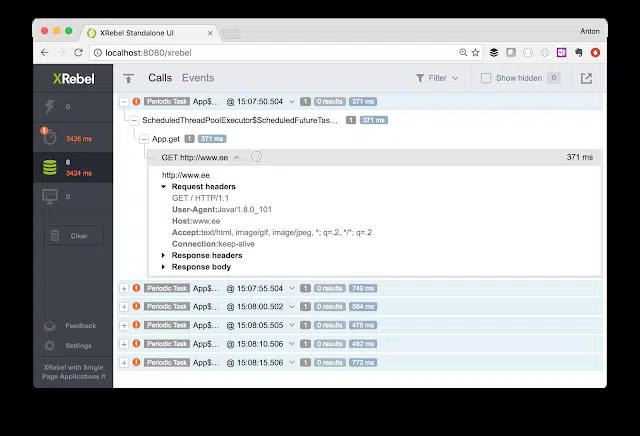 XRebel Standalone UI
Anton
localhost:8080/xrebel
XRebel
Calls Events
Filter
Show hidden 0
0
3426 ms
6
3424 ms
0
Clear
Feedback
Settings
XRebel with Single
Page Applications
Periodic Task App$... @ 15:07:50.504 1 0 results 371 ms
ScheduledThreadPoolExecutor$ScheduledFutureTas... 1 371 ms
App.get 1 371 ms
GET http://www.ee 371 ms
http://www.ee
Request headers
GET / HTTP/1.1
User-Agent:Java/1.8.0_101
Host:www.ee
Accept:text/html, image/gif, image/jpeg, *; q=.2, */*; q=.2
Connection:keep-alive
Response headers
Response body
Periodic Task App$... @ 15:07:55.504 1 0 results 749 ms
Periodic Task App$... @ 15:08:00.502 1 0 results 564 ms
Periodic Task App$... @ 15:08:05.505 1 0 results 476 ms
Periodic Task App$... @ 15:08:10.506 1 0 results 492 ms
Periodic Task App$... @ 15:08:15.506 1 0 results 772 ms